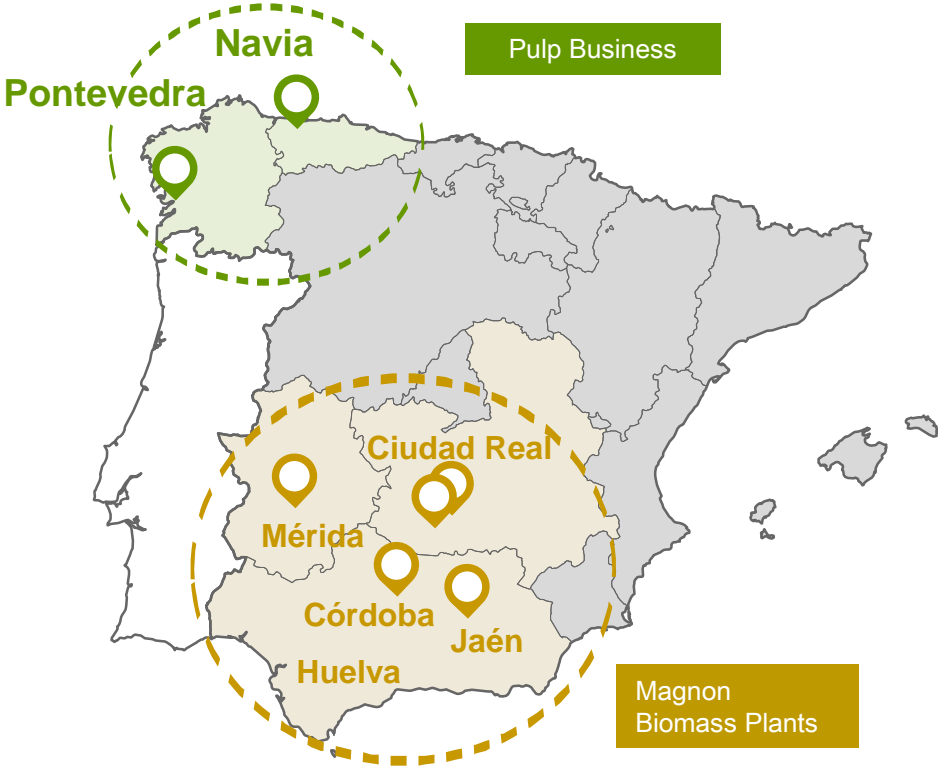 Navia
Pulp Business
Pontevedra
Ciudad Real
Mérida
Córdoba
Jaén
Huelva
Magnon
Biomass Plants